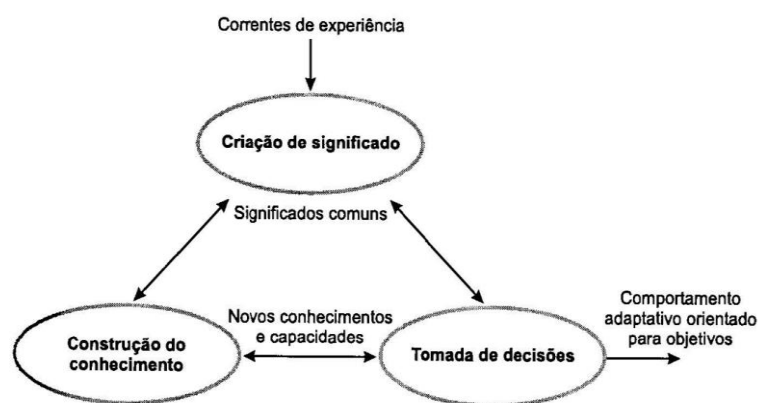 Correntes de experiência
Criação de significado
Significados comuns
Novos conhecimentos
e capacidades
Construção do
conhecimento
Tomada de decisões
Comportamento
adaptativo orientado
para objetivos